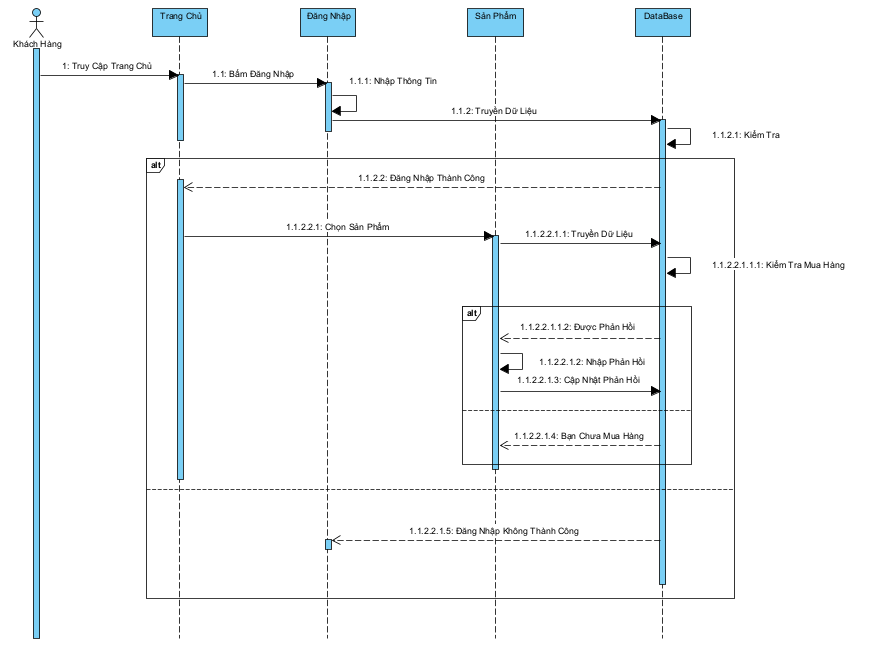 Trang Chủ
Đăng Nhập
Sản Phẩm
DataBase
Khách Hàng
1: Truy Cập Trang Chủ
1.1: Bấm Đăng Nhập
1.1.1: Nhập Thông Tin
1.1.2: Truyền Dữ Liệu
1.1.2.1: Kiểm Tra
alt
1.1.2.2: Đăng Nhập Thành Công
1.1.2.2.1: Chọn Sản Phẩm
1.1.2.2.1.1: Truyền Dữ Liệu
1.1.2.2.1.1.1: Kiểm Tra Mua Hàng
alt
1.1.2.2.1.1.2: Được Phản Hồi
1.1.2.2.1.2: Nhập Phản Hồi
1.1.2.2.1.3: Cập Nhật Phản Hồi
1.1.2.2.1.4: Bạn Chưa Mua Hàng
1.1.2.2.1.5: Đăng Nhập Không Thành Công